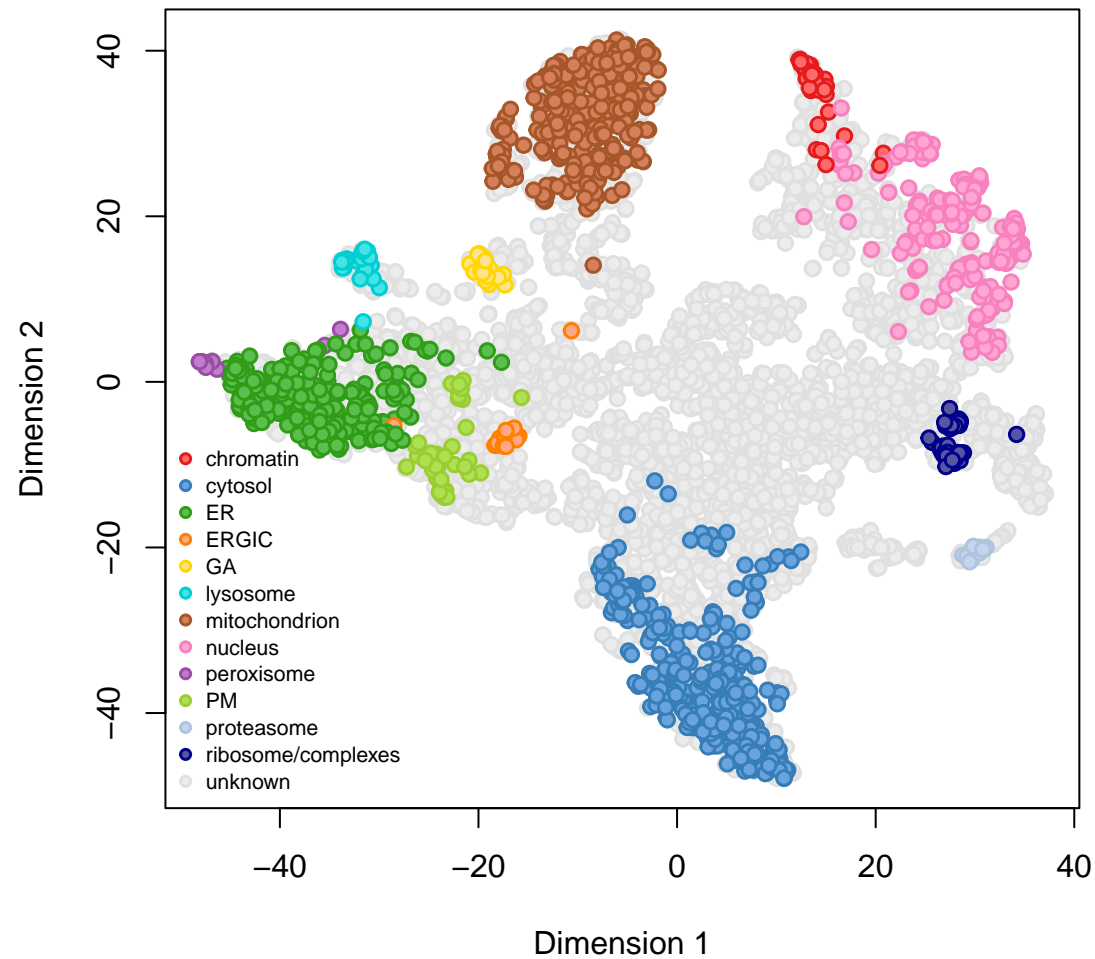 40
20
0
−20
−40
Dimension 2
chromatin
cytosol
ER
ERGIC
GA
lysosome
mitochondrion
nucleus
peroxisome
PM
proteasome
ribosome/complexes
unknown
−40 −20 0 20 40
Dimension 1